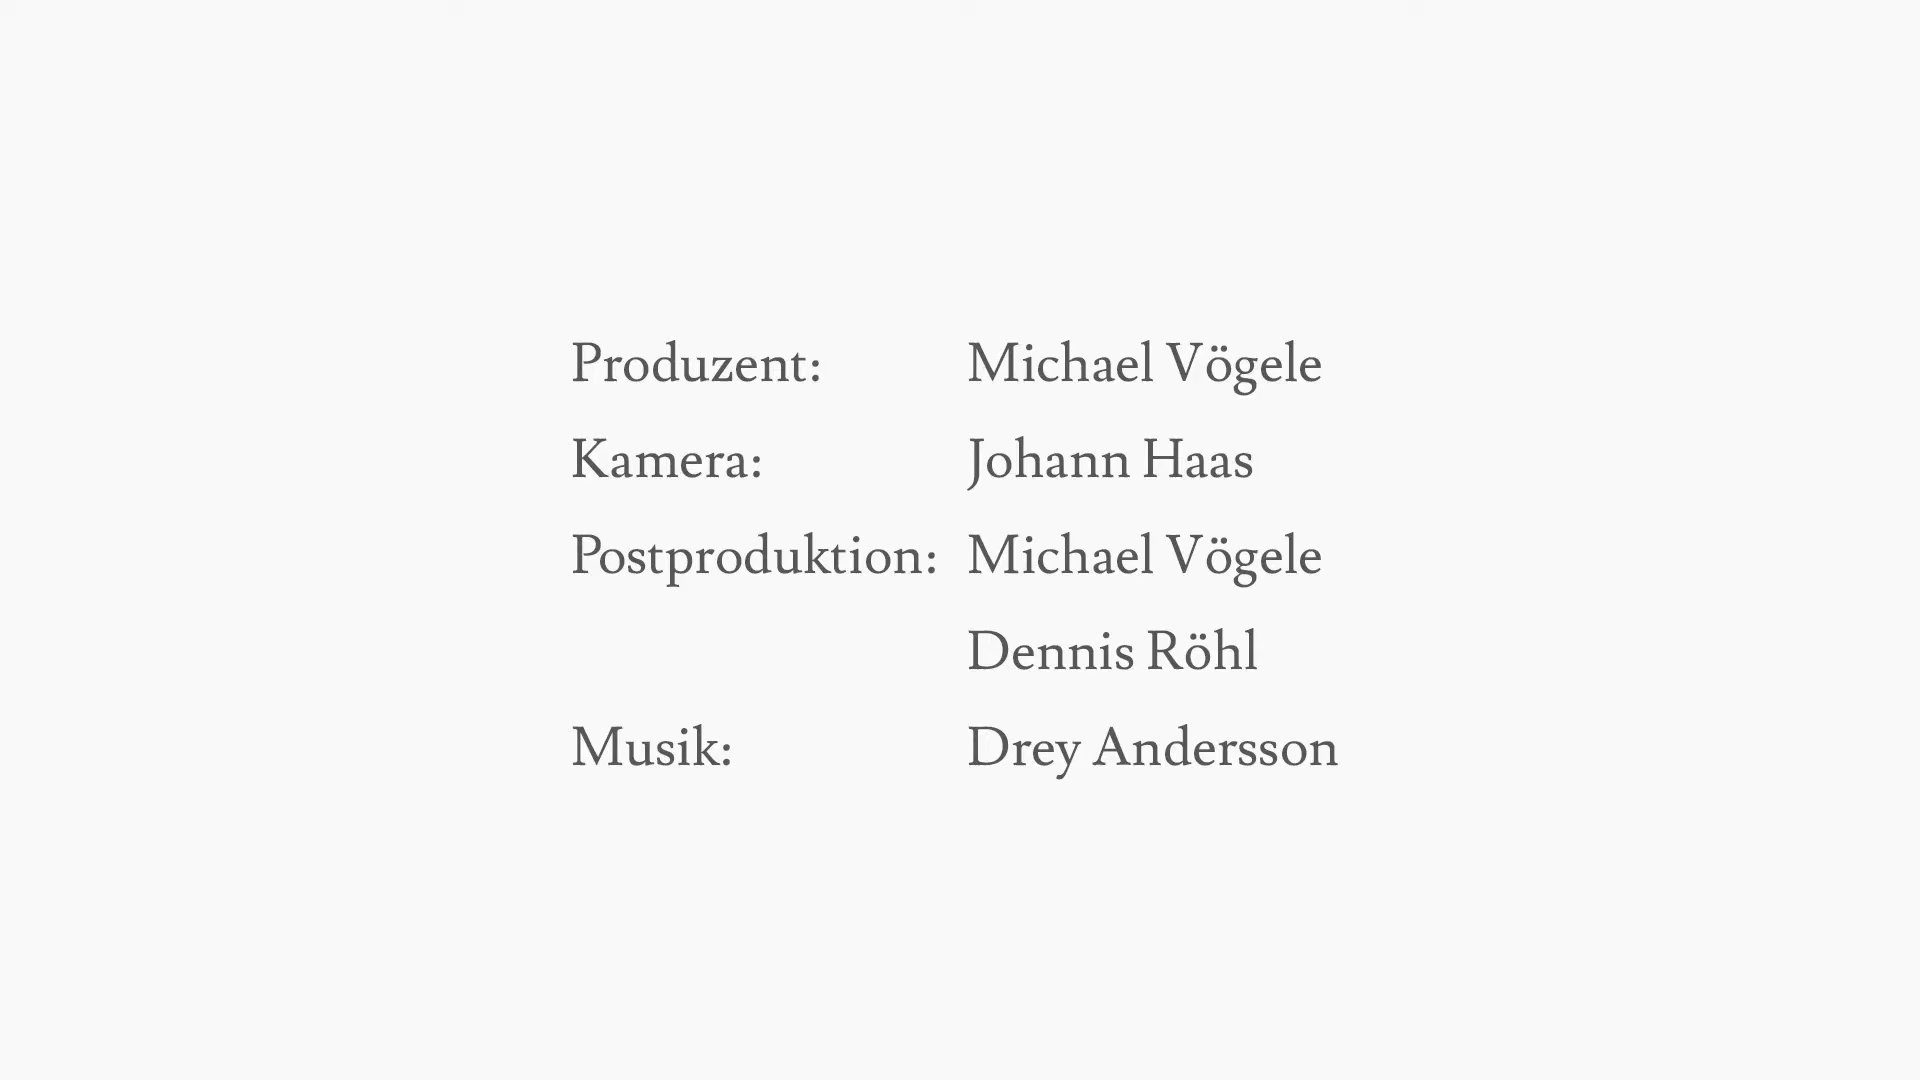 Produzent: Michael Vögele
Kamera: Johann Haas
Postproduktion: Michael Vögele
Dennis Röhl
Musik: Drey Andersson